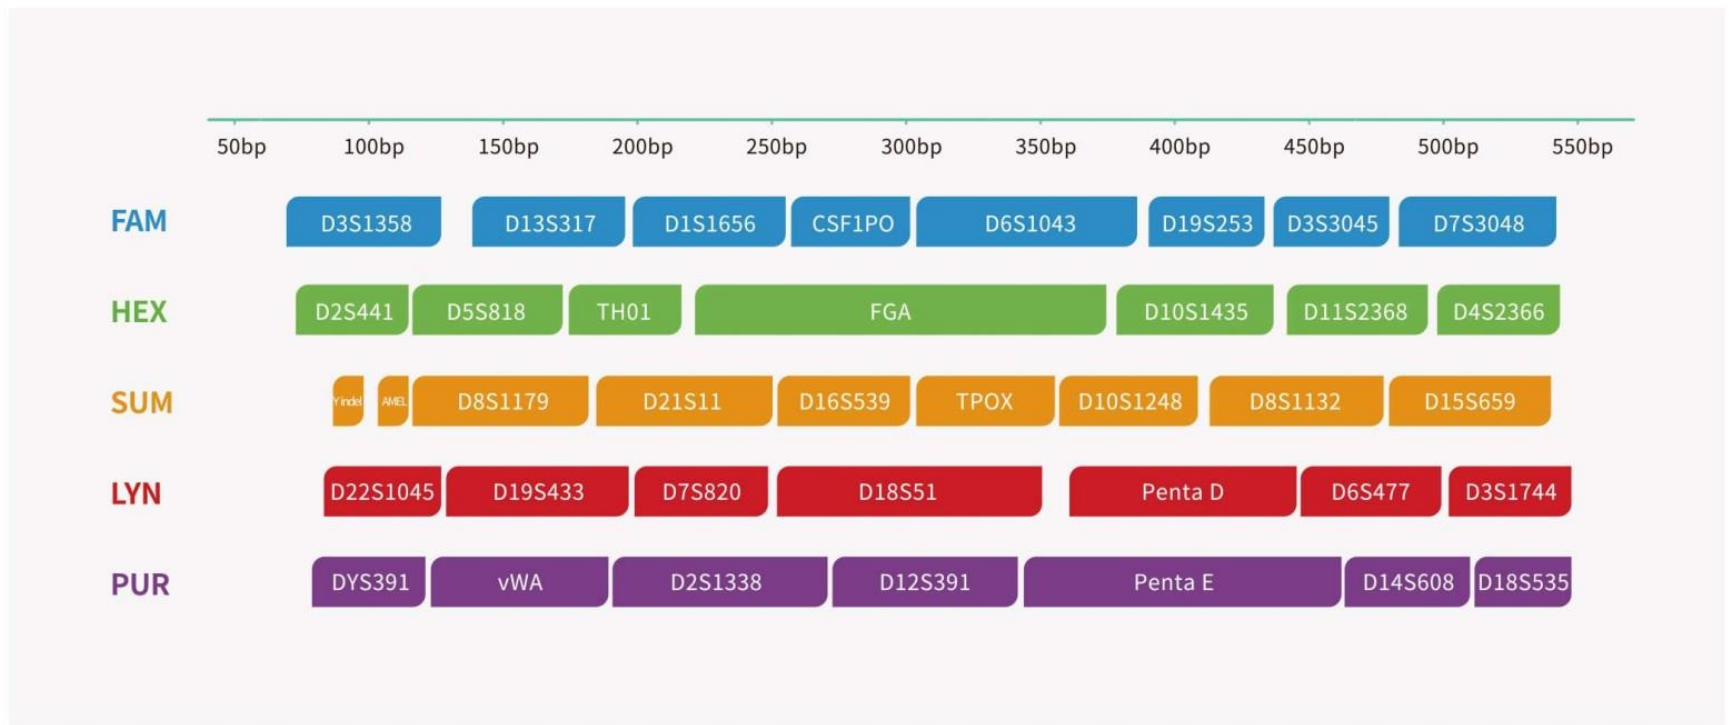 50bp 100bp 150bp 200bp 250bp 300bp 350bp 400bp 450bp 500bp 550bp
FAM D3S1358 D13S317 D1S1656 CSF1PO D6S1043 D19S253 D3S3045 D7S3048
HEX D2S441 D5S818 TH01 FGA D10S1435 D11S2368 D4S2366
SUM Y indel AMEL D8S1179 D21S11 D16S539 TPOX D10S1248 D8S1132 D15S659
LYN D22S1045 D19S433 D7S820 D18S51 Penta D D6S477 D3S1744
PUR DYS391 vWA D2S1338 D12S391 Penta E D14S608 D18S535